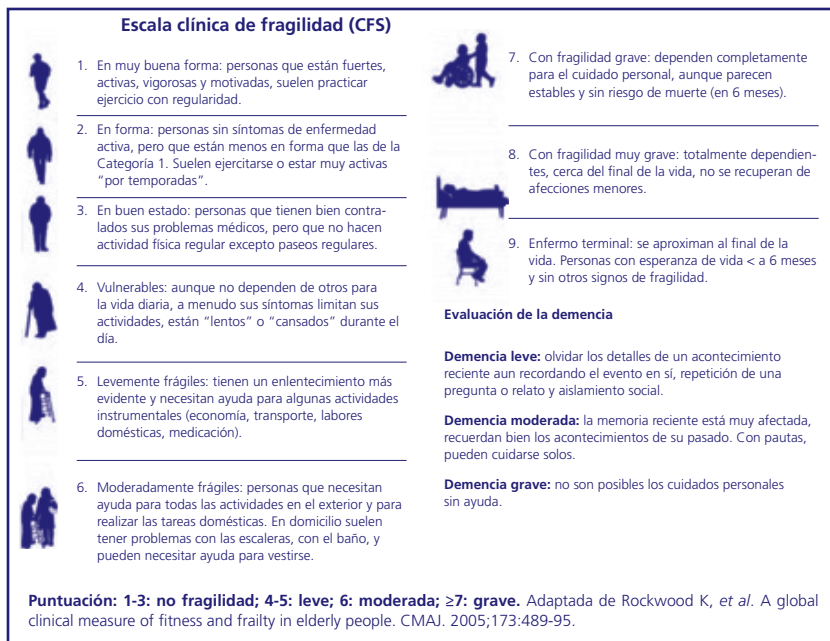 Escala clínica de fragilidad (CFS)
1. En muy buena forma: personas que están fuertes,
activas, vigorosas y motivadas, suelen practicar
ejercicio con regularidad.
2. En forma: personas sin síntomas de enfermedad
activa, pero que están menos en forma que las de la
Categoría 1. Suelen ejercitarse o estar muy activas
“por temporadas”.
3. En buen estado: personas que tienen bien contra-
lados sus problemas médicos, pero que no hacen
actividad física regular excepto paseos regulares.
4. Vulnerables: aunque no dependen de otros para
la vida diaria, a menudo sus síntomas limitan sus
actividades, están “lentos” o “cansados” durante el
día.
5. Levemente frágiles: tienen un enlentecimiento más
evidente y necesitan ayuda para algunas actividades
instrumentales (economía, transporte, labores
domésticas, medicación).
6. Moderadamente frágiles: personas que necesitan
ayuda para todas las actividades en el exterior y para
realizar las tareas domésticas. En domicilio suelen
tener problemas con las escaleras, con el baño, y
pueden necesitar ayuda para vestirse.
7. Con fragilidad grave: dependen completamente
para el cuidado personal, aunque parecen
estables y sin riesgo de muerte (en 6 meses).
8. Con fragilidad muy grave: totalmente dependien-
tes, cerca del final de la vida, no se recuperan de
afecciones menores.
9. Enfermo terminal: se aproximan al final de la
vida. Personas con esperanza de vida < a 6 meses
y sin otros signos de fragilidad.
Evaluación de la demencia
Demencia leve: olvidar los detalles de un acontecimiento
reciente aun recordando el evento en sí, repetición de una
pregunta o relato y aislamiento social.
Demencia moderada: la memoria reciente está muy afectada,
recuerdan bien los acontecimientos de su pasado. Con pautas,
pueden cuidarse solos.
Demencia grave: no son posibles los cuidados personales
sin ayuda.
Puntuación: 1-3: no fragilidad; 4-5: leve; 6: moderada; ≥7: grave. Adaptada de Rockwood K, et al. A global
clinical measure of fitness and frailty in elderly people. CMAJ. 2005;173:489-95.